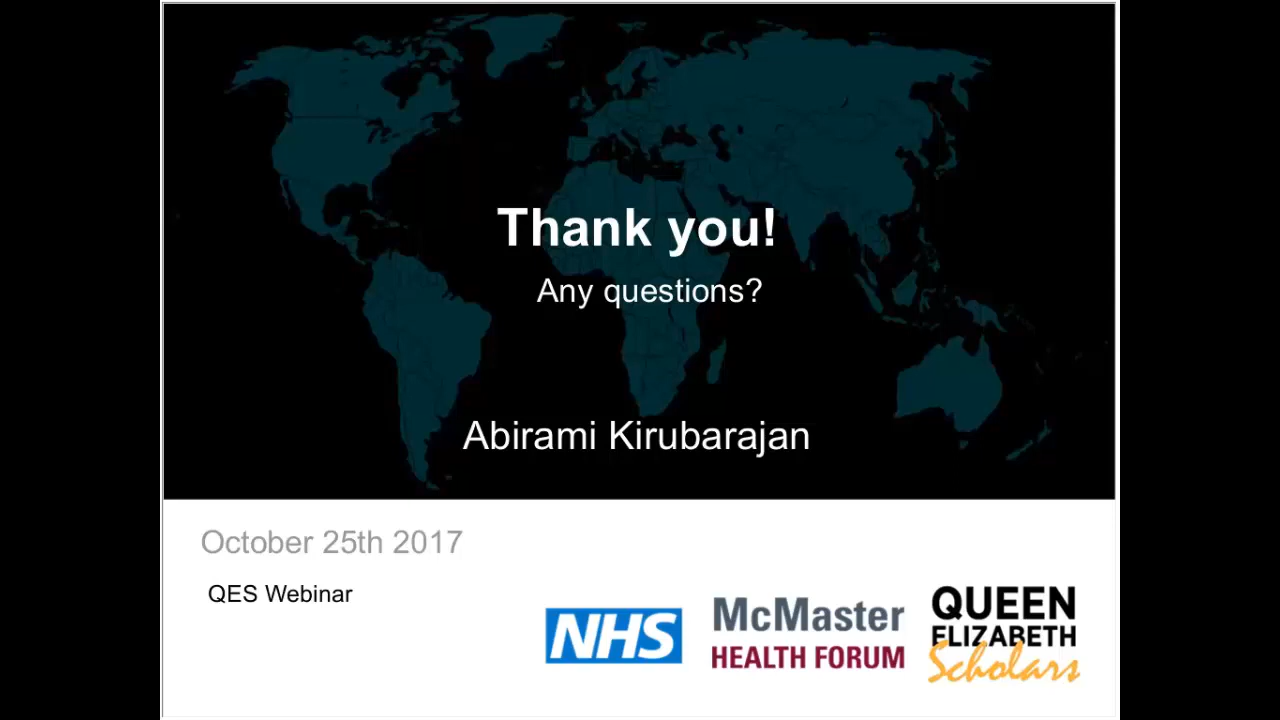 Thank you!
Any questions?
Abirami Kirubarajan
October 25th 2017
QES Webinar
NHS
McMaster
HEALTH FORUM
QUEEN
ELIZABETH
Scholars